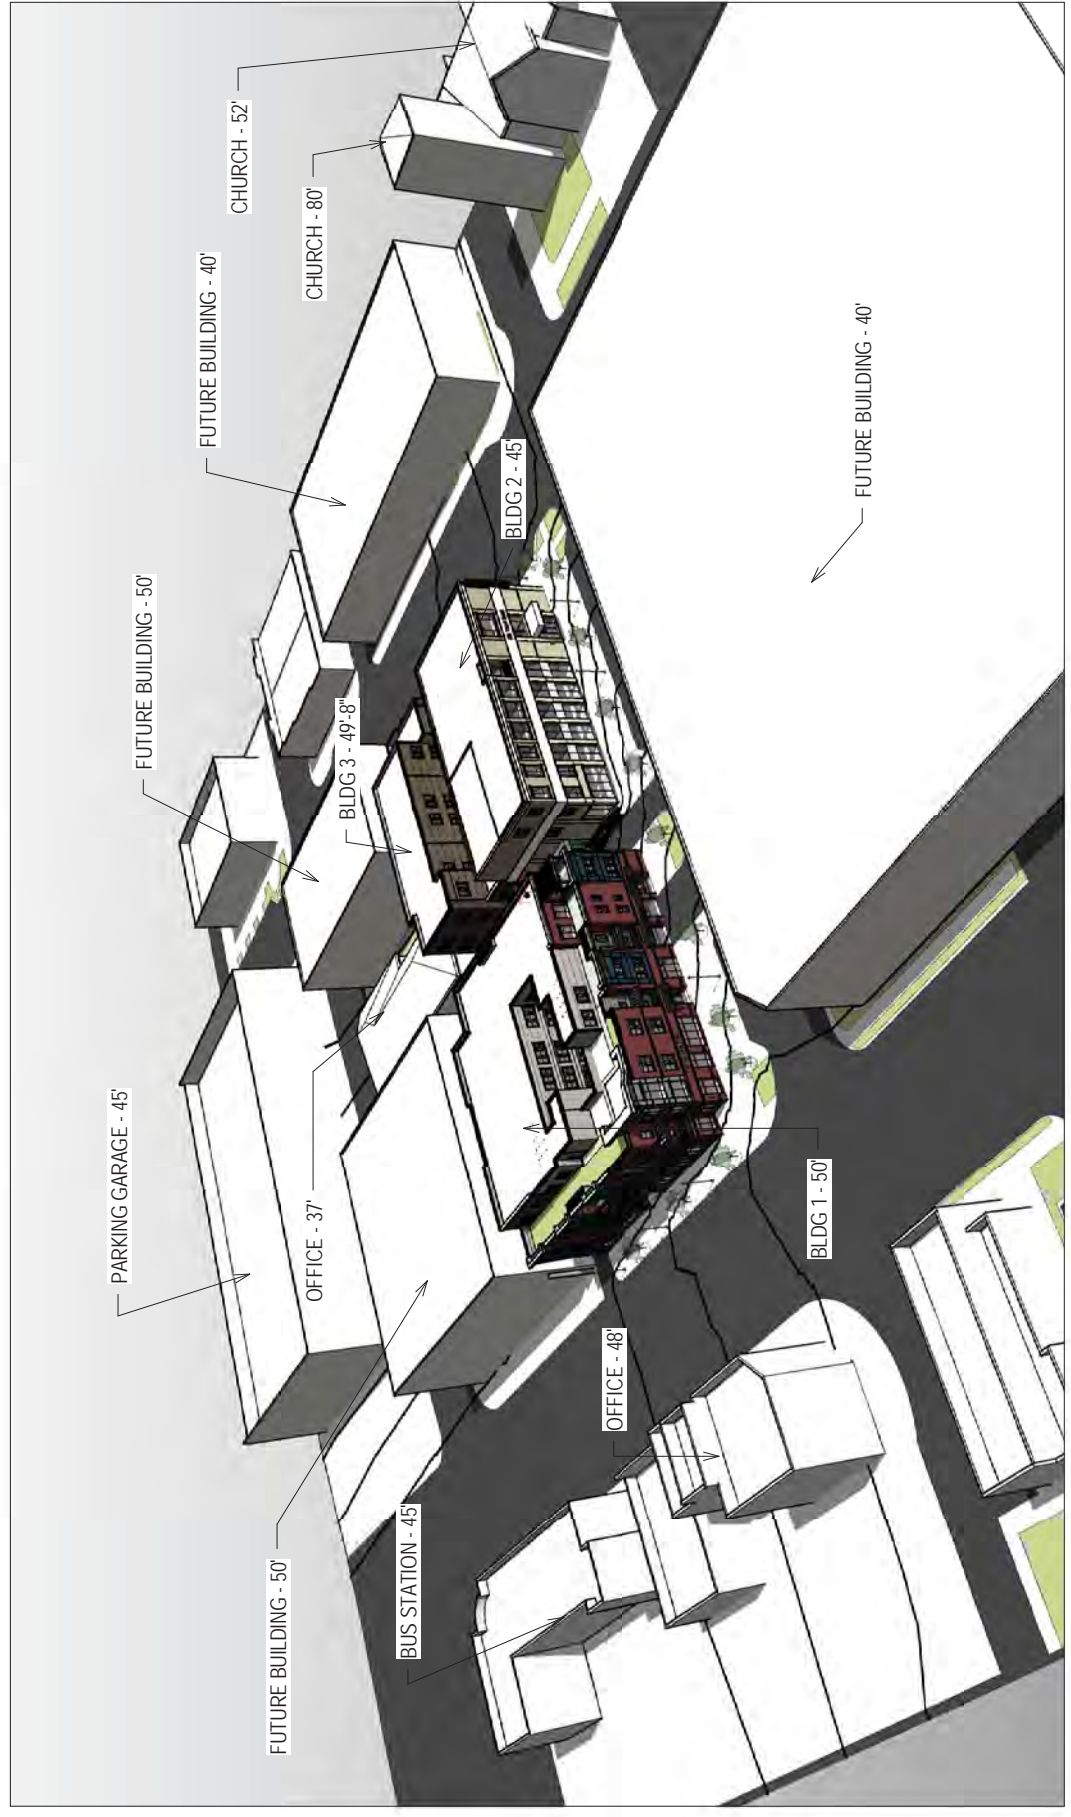 PARKING GARAGE - 45'
FUTURE BUILDING - 50'
FUTURE BUILDING - 40'
CHURCH - 52'
FUTURE BUILDING - 50'
OFFICE - 37'
BLDG 3 - 49'-8"
CHURCH - 80'
BUS STATION - 45'
BLDG 2 - 45'
OFFICE - 48'
BLDG 1 - 50'
FUTURE BUILDING - 40'